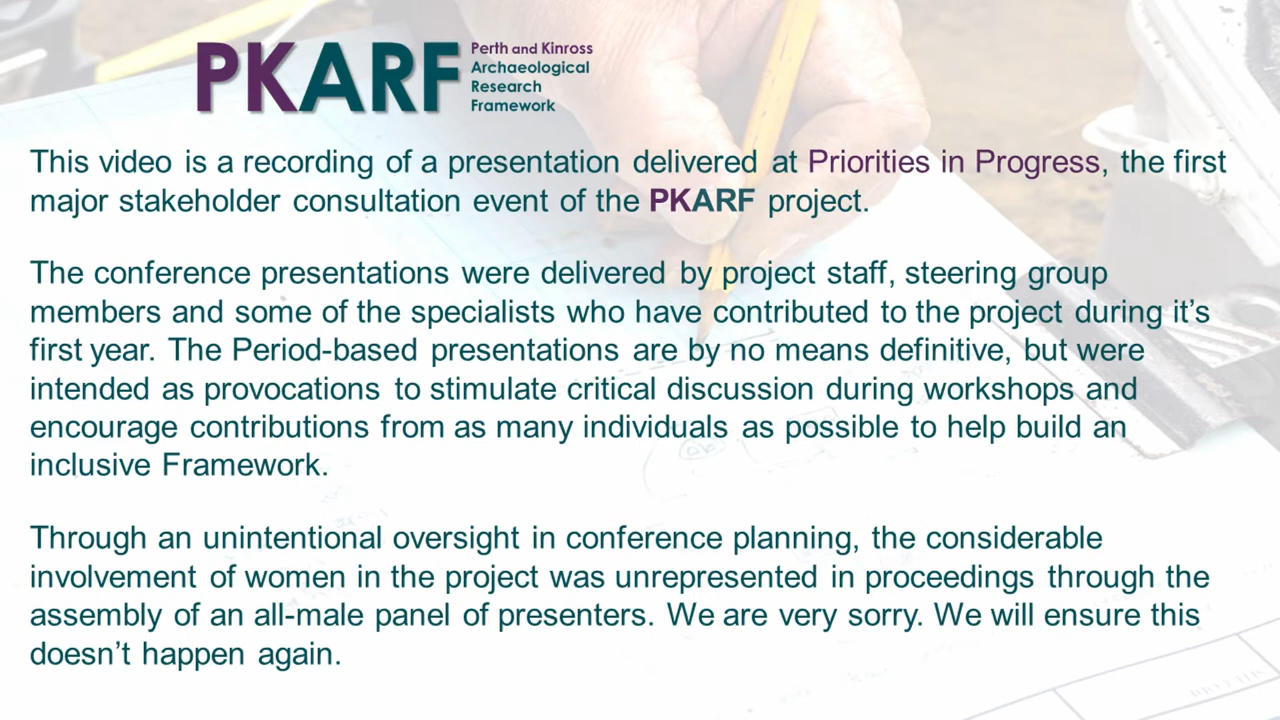 PKARF
Perth and Kinross
Archaeological
Research
Framework
This video is a recording of a presentation delivered at Priorities in Progress, the first
major stakeholder consultation event of the PKARF project.
The conference presentations were delivered by project staff, steering group
members and some of the specialists who have contributed to the project during it's
first year. The Period-based presentations are by no means definitive, but were
intended as provocations to stimulate critical discussion during workshops and
encourage contributions from as many individuals as possible to help build an
inclusive Framework.
Through an unintentional oversight in conference planning, the considerable
involvement of women in the project was unrepresented in proceedings through the
assembly of an all-male panel of presenters. We are very sorry. We will ensure this
doesn't happen again.